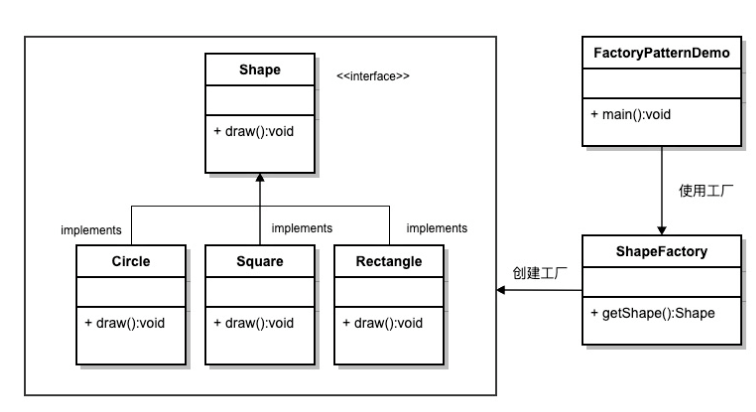 Shape
<<interface>>
+ draw():void
implements
implements
implements
Circle
+ draw():void
Square
+ draw():void
Rectangle
+ draw():void
FactoryPatternDemo
+ main():void
使用工厂
ShapeFactory
+ getShape():Shape
创建工厂